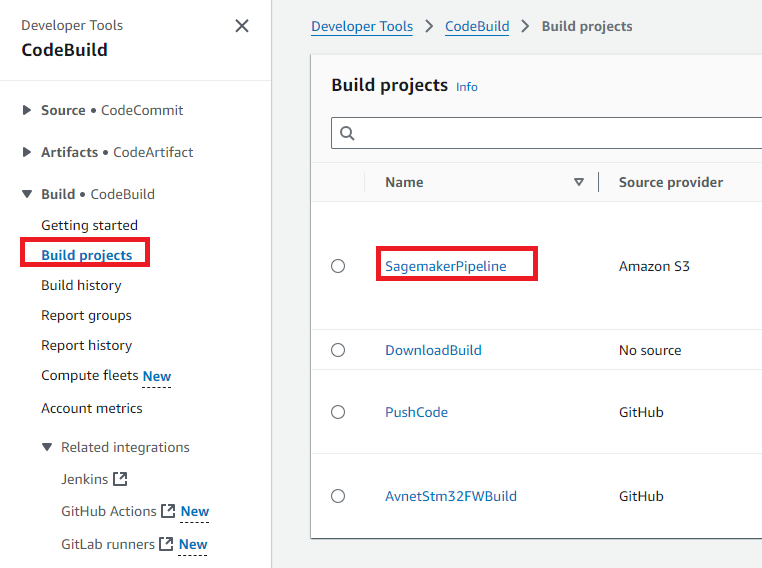 Developer Tools
CodeBuild
Source • CodeCommit
Artifacts • CodeArtifact
Build • CodeBuild
Getting started
Build projects
Build history
Report groups
Report history
Compute fleets New
Account metrics
Related integrations
Jenkins
GitHub Actions New
GitLab runners New
Developer Tools > CodeBuild > Build projects
Build projects Info
Name Source provider
SagemakerPipeline Amazon S3
DownloadBuild No source
PushCode GitHub
AvnetStm32FWBuild GitHub